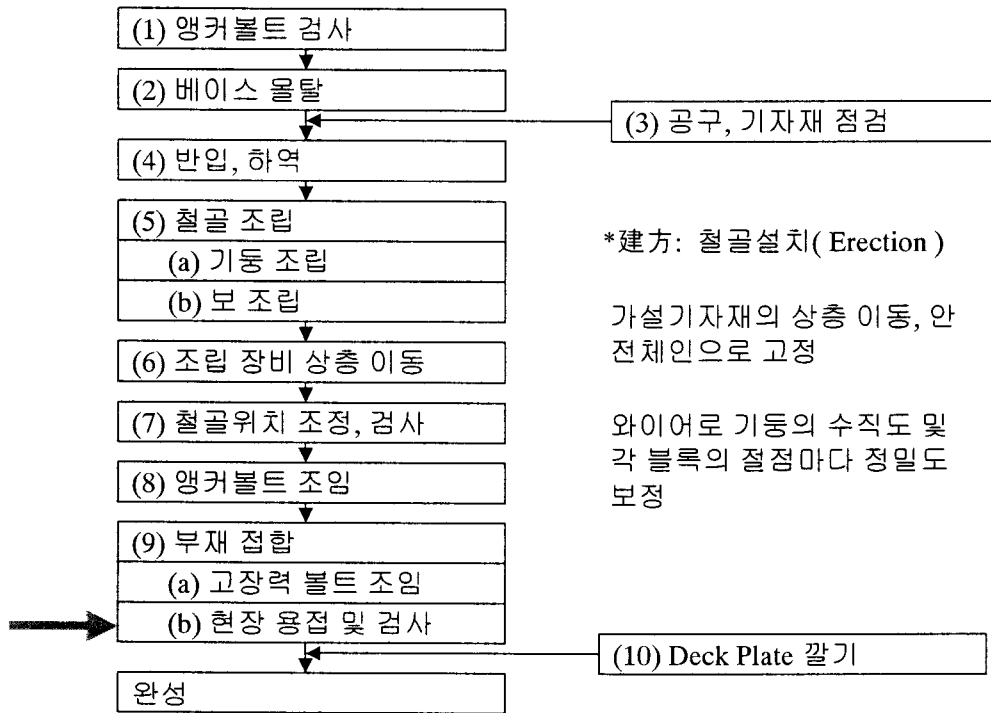 (1) 앵커볼트 검사
(2) 베이스 몰탈
(3) 공구, 기자재 점검
(4) 반입, 하역
(5) 철골 조립
(a) 기둥 조립
(b) 보 조립
(6) 조립 장비 상층 이동
(7) 철골위치 조정, 검사
(8) 앵커볼트 조임
(9) 부재 접합
(a) 고장력 볼트 조임
(b) 현장 용접 및 검사
(10) Deck Plate 깔기
완성
*建方: 철골설치( Erection )
가설기자재의 상층 이동, 안
전체인으로 고정
와이어로 기둥의 수직도 및
각 블록의 절점마다 정밀도
보정